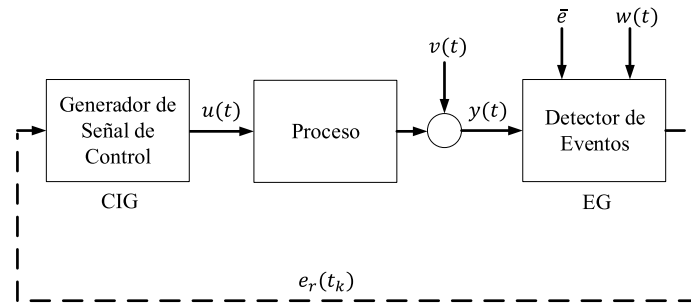 ē
w(t)
v(t)
Generador de
Señal de
Control
u(t)
Proceso
y(t)
Detector de
Eventos
CIG
EG
e_r(t_k)